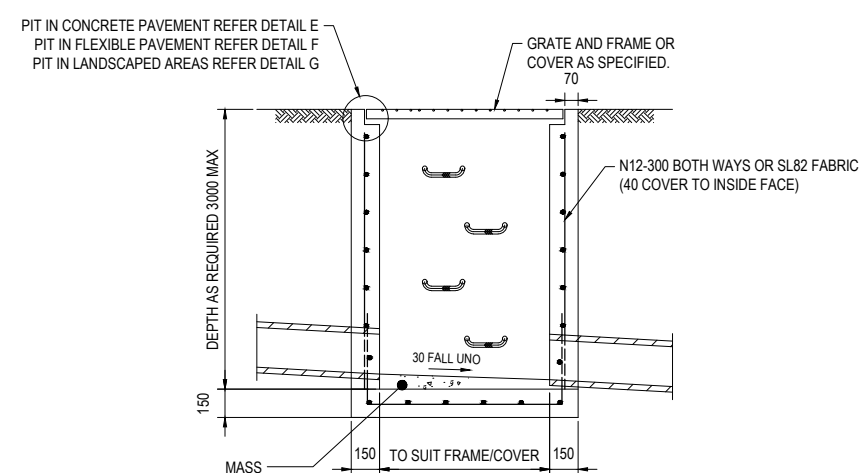 PIT IN CONCRETE PAVEMENT REFER DETAIL E
PIT IN FLEXIBLE PAVEMENT REFER DETAIL F
PIT IN LANDSCAPED AREAS REFER DETAIL G
GRATE AND FRAME OR
COVER AS SPECIFIED.
70
N12-300 BOTH WAYS OR SL82 FABRIC
(40 COVER TO INSIDE FACE)
DEPTH AS REQUIRED 3000 MAX
30 FALL UNO
150
150
TO SUIT FRAME/COVER
150
MASS